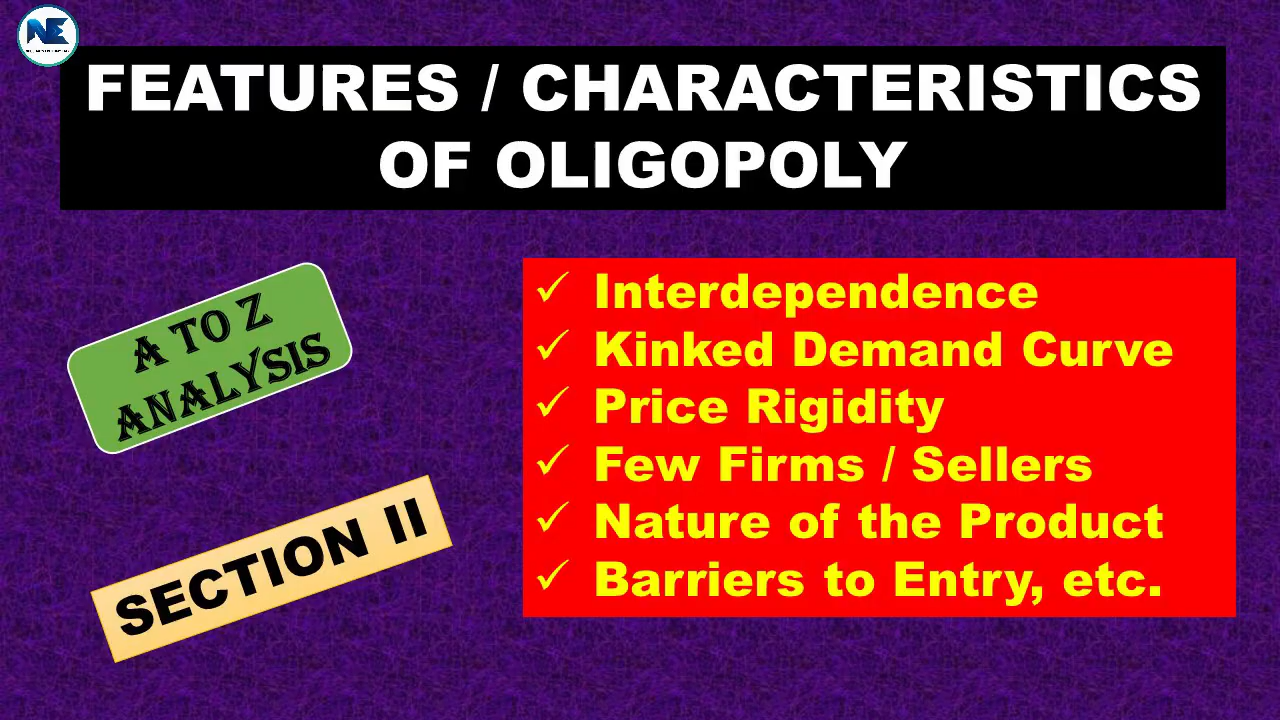 NE
FEATURES / CHARACTERISTICS
OF OLIGOPOLY
A TO Z
ANALYSIS
SECTION II
✓ Interdependence
✓ Kinked Demand Curve
✓ Price Rigidity
✓ Few Firms / Sellers
✓ Nature of the Product
✓ Barriers to Entry, etc.